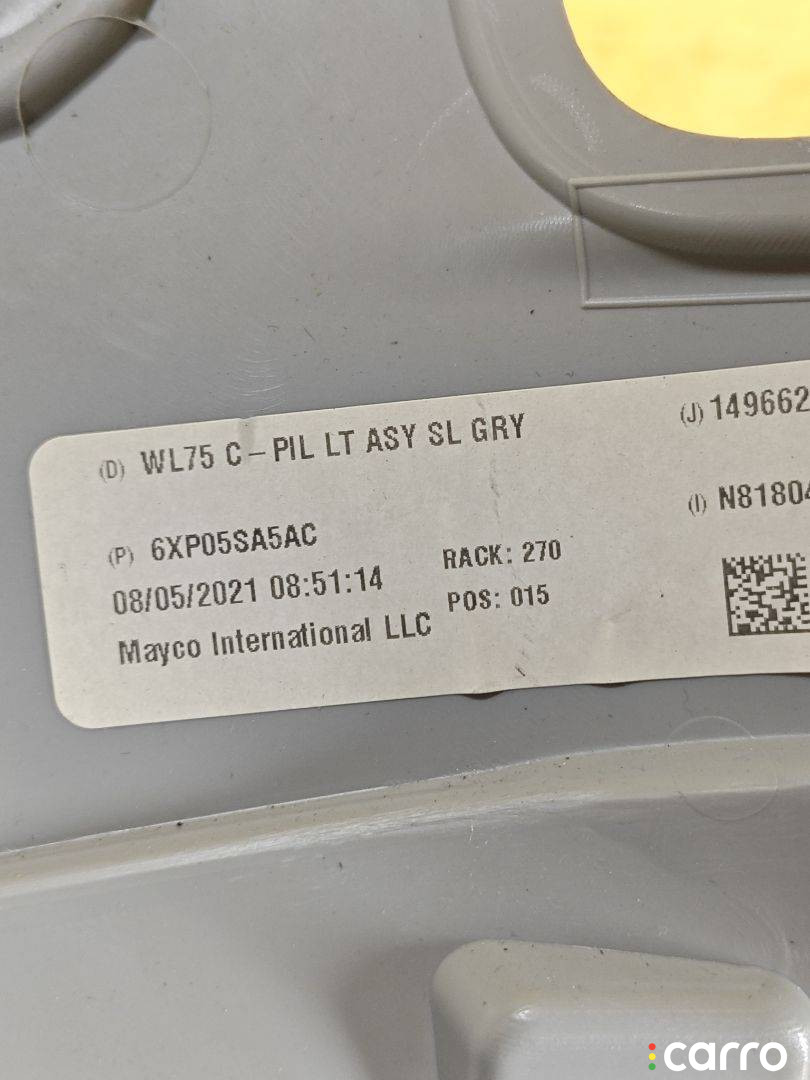 (D) WL75 C-PIL LT ASY SL GRY
(J) 149662
(P) 6XP05SA5AC
(I) N81804
08/05/2021 08:51:14
RACK: 270
POS: 015
Mayco International LLC
carro